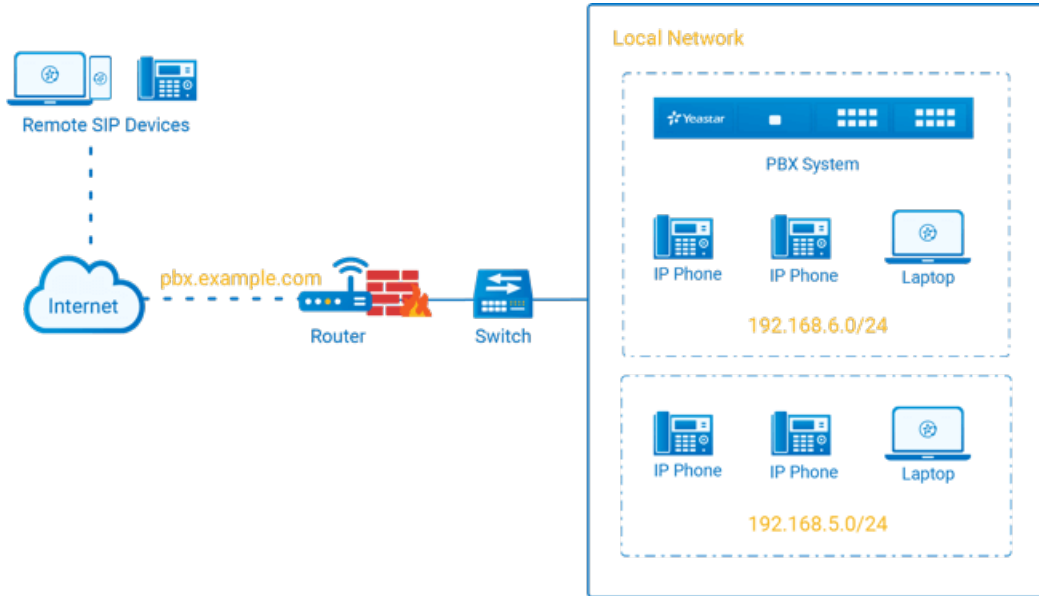 Remote SIP Devices
Internet
pbx.example.com
Router
Switch
Local Network
Yeastar
PBX System
IP Phone
IP Phone
Laptop
192.168.6.0/24
IP Phone
IP Phone
Laptop
192.168.5.0/24